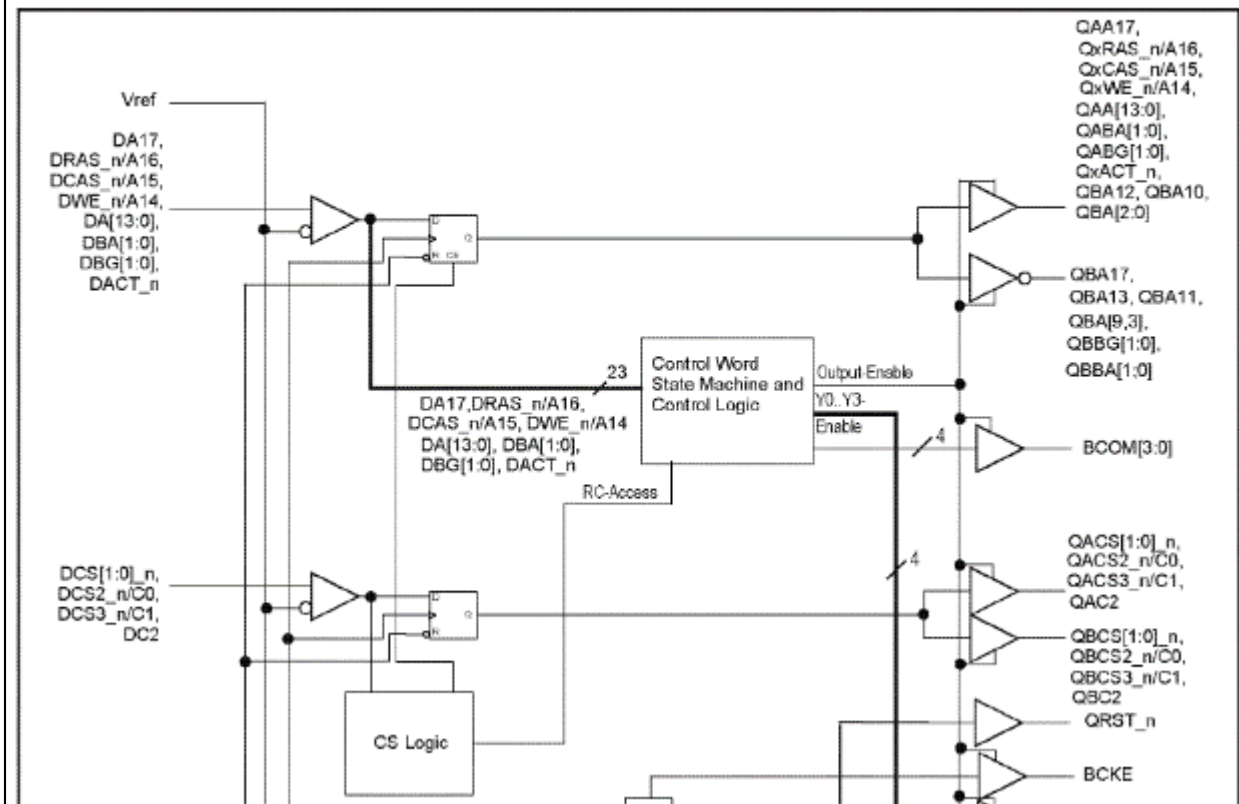 QAA17,
QxRAS_n/A16,
QxCAS_n/A15,
QxWE_n/A14,
QAA[13:0],
QABA[1:0],
QABG[1:0],
QxACT_n,
QBA12, QBA10,
QBA[2:0]
Vref
DA17,
DRAS_n/A16,
DCAS_n/A15,
DWE_n/A14,
DA[13:0],
DBA[1:0],
DBG[1:0],
DACT_n
D
Q
R CS
QBA17,
QBA13, QBA11,
QBA[9,3],
QBBG[1:0],
QBBA[1:0]
23
Control Word
State Machine and
Control Logic
Output-Enable
Y0..Y3-
Enable
4
BCOM[3:0]
DA17,DRAS_n/A16,
DCAS_n/A15, DWE_n/A14
DA[13:0], DBA[1:0],
DBG[1:0], DACT_n
RC-Access
4
DCS[1:0]_n,
DCS2_n/C0,
DCS3_n/C1,
DC2
D
Q
R
QACS[1:0]_n,
QACS2_n/C0,
QACS3_n/C1,
QAC2
QBCS[1:0]_n,
QBCS2_n/C0,
QBCS3_n/C1,
QBC2
CS Logic
QRST_n
BCKE